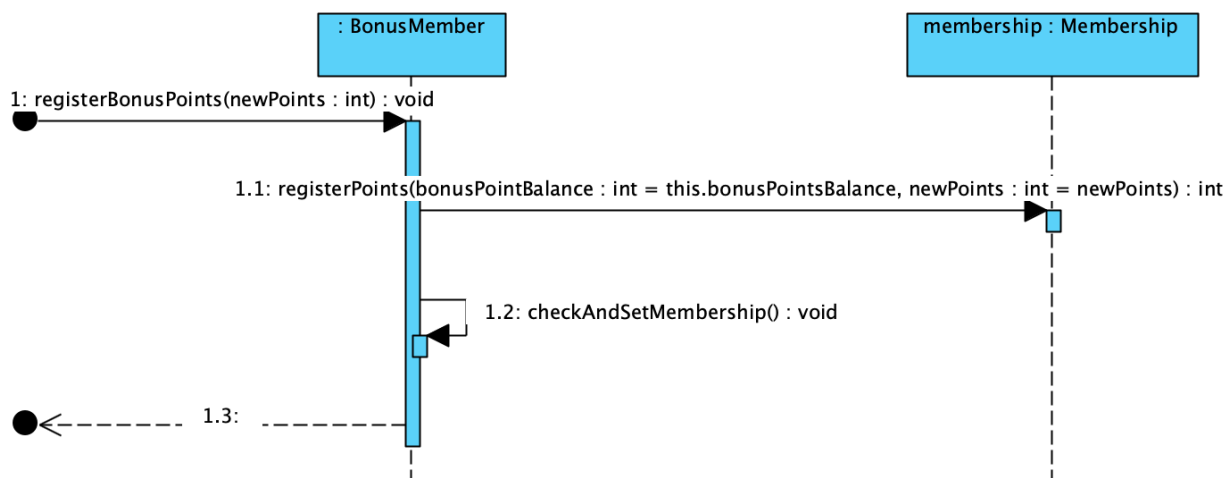 : BonusMember
membership : Membership
1: registerBonusPoints(newPoints : int) : void
1.1: registerPoints(bonusPointBalance : int = this.bonusPointsBalance, newPoints : int = newPoints) : int
1.2: checkAndSetMembership() : void
1.3: